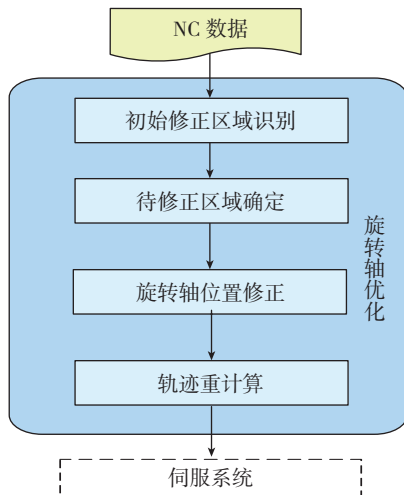 NC 数据
初始修正区域识别
待修正区域确定
旋转轴位置修正
轨迹重计算
旋转轴优化
伺服系统